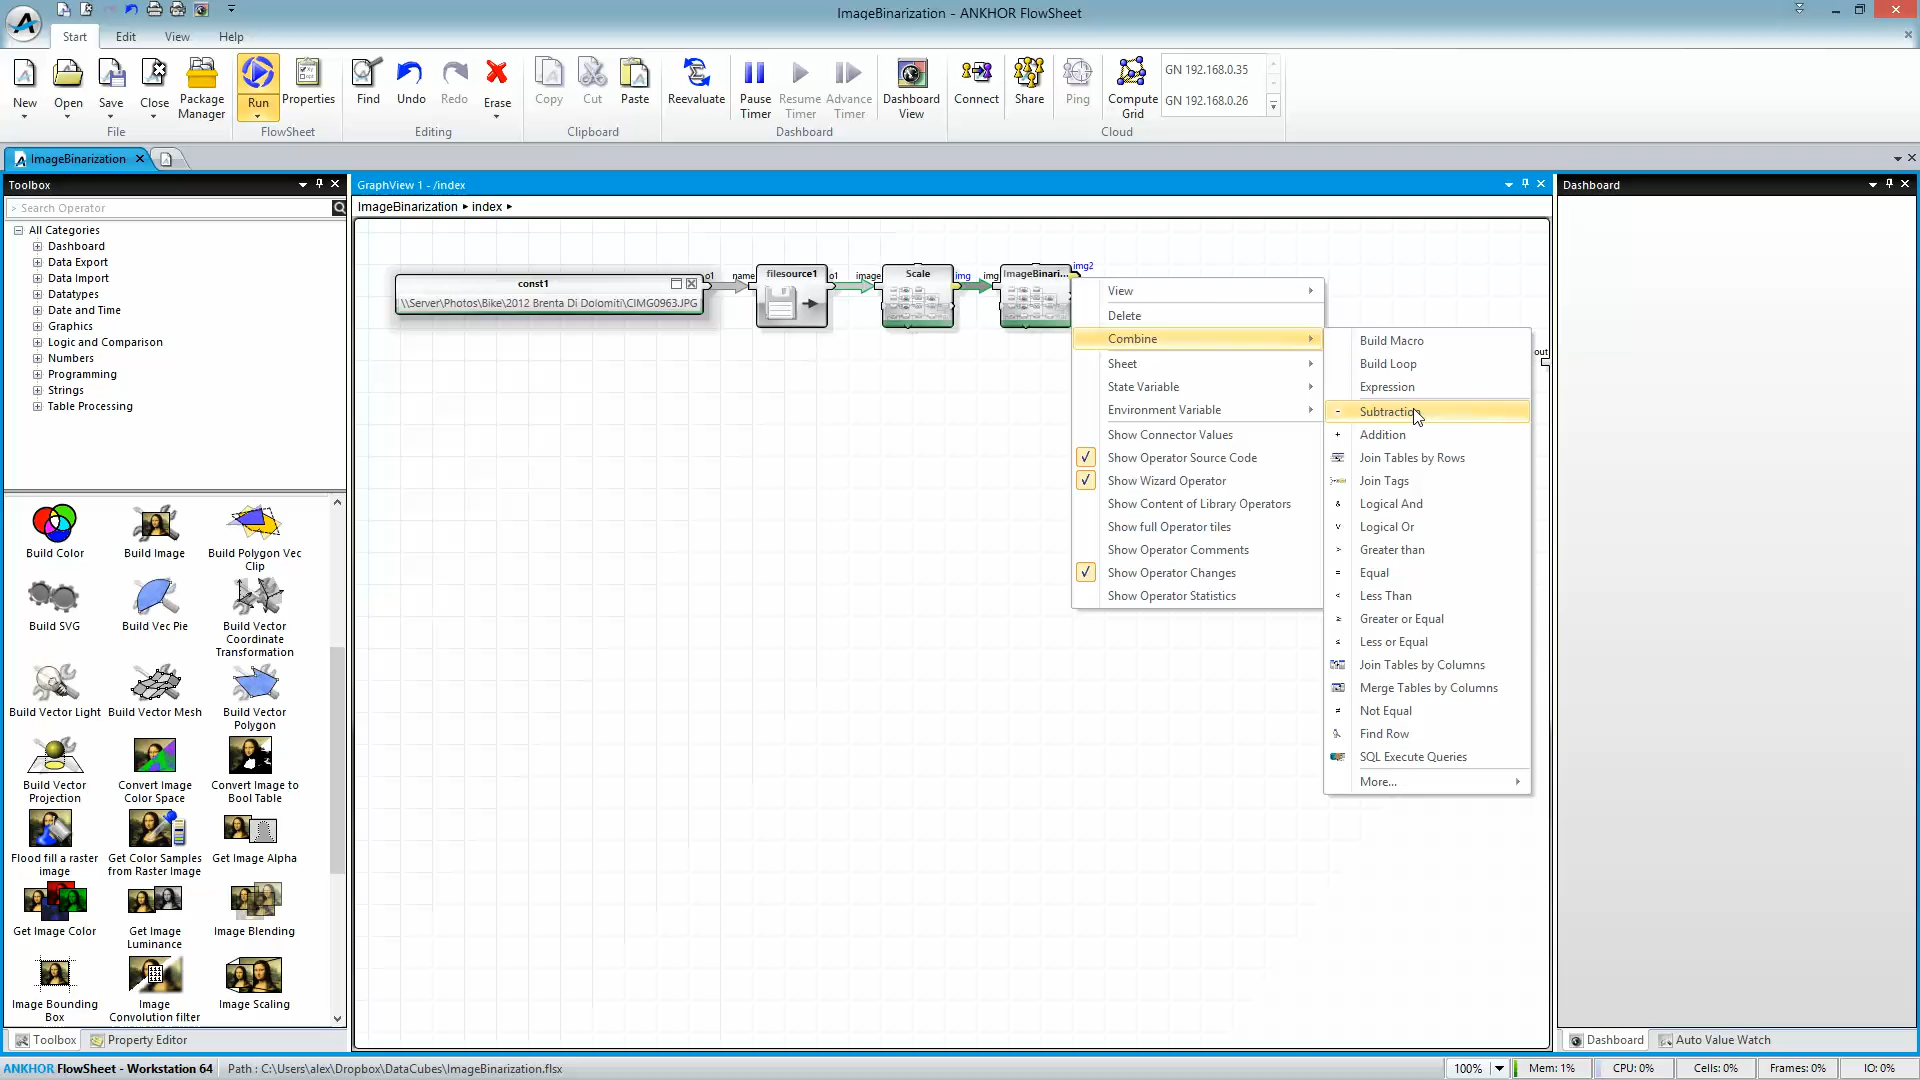 ImageBinarization - ANKHOR FlowSheet
Start Edit View Help
New Open Save Close Package Manager
File
Run Properties
FlowSheet
Find Undo Redo Erase
Editing
Copy Cut Paste
Clipboard
Reevaluate Pause Timer Resume Timer Advance Timer Dashboard View
Dashboard
Connect Share Ping Compute Grid
GN 192.168.0.35
GN 192.168.0.26
Cloud
ImageBinarization
Toolbox
> Search Operator
All Categories
Dashboard
Data Export
Data Import
Datatypes
Date and Time
Graphics
Logic and Comparison
Numbers
Programming
Strings
Table Processing
Build Color
Build Image
Build Polygon Vec Clip
Build SVG
Build Vec Pie
Build Vector Coordinate Transformation
Build Vector Light
Build Vector Mesh
Build Vector Polygon
Build Vector Projection
Convert Image Color Space
Convert Image to Bool Table
Flood fill a raster image
Get Color Samples from Raster Image
Get Image Alpha
Get Image Color
Get Image Luminance
Image Blending
Image Bounding Box
Image Convolution filter
Image Scaling
Toolbox Property Editor
GraphView 1 - /index
ImageBinarization index
const1
\\Server\Photos\Bike\2012 Brenta Di Dolomiti\CIMG0963.JPG
o1
name
filesource1
o1
image
Scale
img
img
ImageBinari...
img2
out
View
Delete
Combine
Sheet
State Variable
Environment Variable
Show Connector Values
Show Operator Source Code
Show Wizard Operator
Show Content of Library Operators
Show full Operator tiles
Show Operator Comments
Show Operator Changes
Show Operator Statistics
Build Macro
Build Loop
Expression
- Subtraction
+ Addition
Join Tables by Rows
Join Tags
& Logical And
v Logical Or
> Greater than
= Equal
< Less Than
≥ Greater or Equal
≤ Less or Equal
Join Tables by Columns
Merge Tables by Columns
≠ Not Equal
Find Row
SQL Execute Queries
More...
Dashboard
Dashboard Auto Value Watch
ANKHOR FlowSheet - Workstation 64 Path : C:\Users\alex\Dropbox\DataCubes\ImageBinarization.flsx
100% Mem: 1% CPU: 0% Cells: 0% Frames: 0% IO: 0%